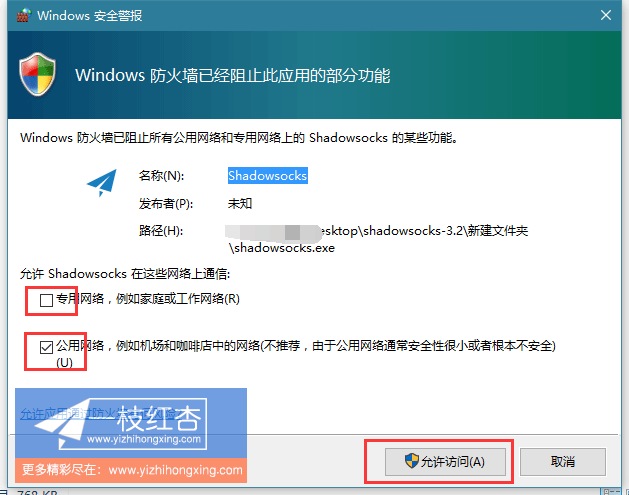 Windows 安全警报
Windows 防火墙已经阻止此应用的部分功能
Windows 防火墙已阻止所有公用网络和专用网络上的 Shadowsocks 的某些功能。
名称(N): Shadowsocks
发布者(P): 未知
路径(H): esktop\shadowsocks-3.2\新建文件夹
\shadowsocks.exe
允许 Shadowsocks 在这些网络上通信:
专用网络，例如家庭或工作网络(R)
公用网络，例如机场和咖啡店中的网络(不推荐，由于公用网络通常安全性很小或者根本不安全)
(U)
允许应用通过防火墙
一枝红杏
www.yizhihongxing.com
更多精彩尽在：www.yizhihongxing.com
允许访问(A)
取消
768 KB